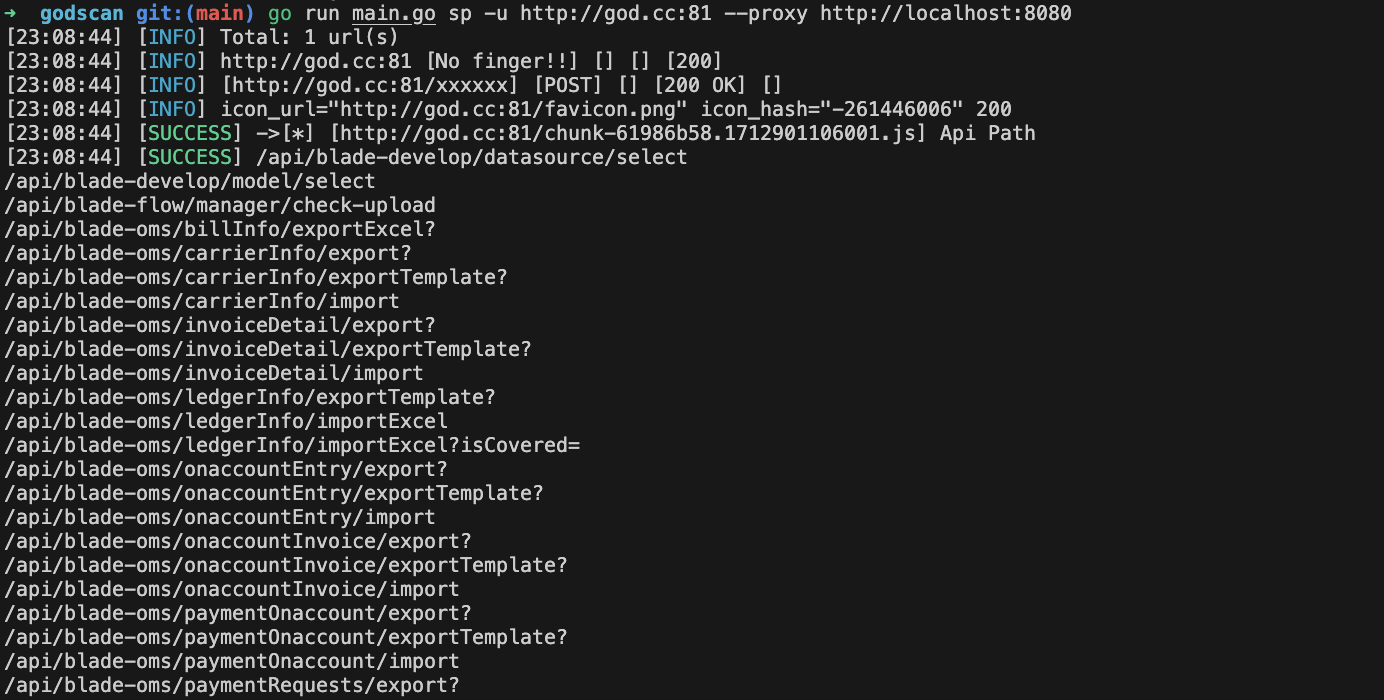 ➜  godscan git:(main) go run main.go sp -u http://god.cc:81 --proxy http://localhost:8080
[23:08:44] [INFO] Total: 1 url(s)
[23:08:44] [INFO] http://god.cc:81 [No finger!!] [] [] [200]
[23:08:44] [INFO] [http://god.cc:81/xxxxxx] [POST] [] [200 OK] []
[23:08:44] [INFO] icon_url="http://god.cc:81/favicon.png" icon_hash="-261446006" 200
[23:08:44] [SUCCESS] ->[*] [http://god.cc:81/chunk-61986b58.1712901106001.js] Api Path
[23:08:44] [SUCCESS] /api/blade-develop/datasource/select
/api/blade-develop/model/select
/api/blade-flow/manager/check-upload
/api/blade-oms/billInfo/exportExcel?
/api/blade-oms/carrierInfo/export?
/api/blade-oms/carrierInfo/exportTemplate?
/api/blade-oms/carrierInfo/import
/api/blade-oms/invoiceDetail/export?
/api/blade-oms/invoiceDetail/exportTemplate?
/api/blade-oms/invoiceDetail/import
/api/blade-oms/ledgerInfo/exportTemplate?
/api/blade-oms/ledgerInfo/importExcel
/api/blade-oms/ledgerInfo/importExcel?isCovered=
/api/blade-oms/onaccountEntry/export?
/api/blade-oms/onaccountEntry/exportTemplate?
/api/blade-oms/onaccountEntry/import
/api/blade-oms/onaccountInvoice/export?
/api/blade-oms/onaccountInvoice/exportTemplate?
/api/blade-oms/onaccountInvoice/import
/api/blade-oms/paymentOnaccount/export?
/api/blade-oms/paymentOnaccount/exportTemplate?
/api/blade-oms/paymentOnaccount/import
/api/blade-oms/paymentRequests/export?